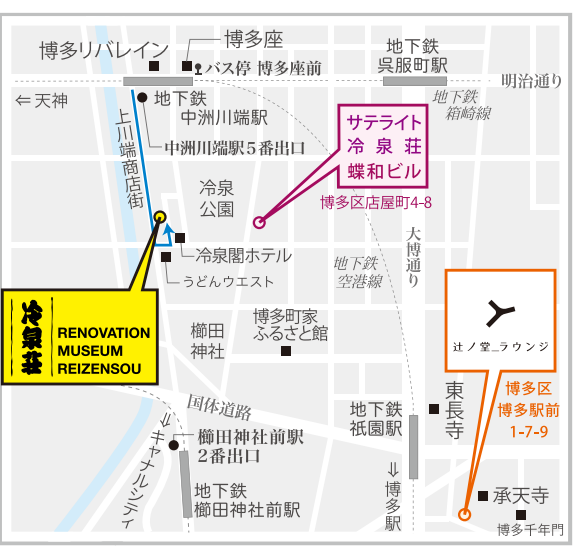 博多リバレイン
博多座
バス停 博多座前
地下鉄
呉服町駅
明治通り
⇐天神
地下鉄
中洲川端駅
地下鉄
箱崎線
中洲川端駅5番出口
上川端商店街
サテライト
冷泉荘
蝶和ビル
博多区店屋町4-8
冷泉
公園
冷泉閣ホテル
うどんウエスト
大博通り
地下鉄
空港線
冷泉荘
RENOVATION
MUSEUM
REIZENSOU
辻ノ堂_ラウンジ
博多町家
ふるさと館
櫛田
神社
国体道路
博多区
博多駅前
1-7-9
東長寺
地下鉄
祇園駅
⇓キャナルシティ
櫛田神社前駅
2番出口
地下鉄
櫛田神社前駅
⇓博多駅
承天寺
博多千年門